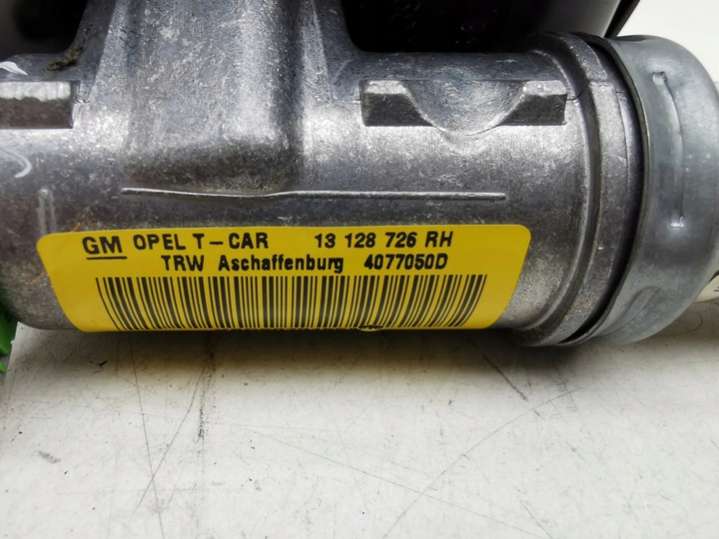 GM OPEL T-CAR 13 128 726 RH
TRW Aschaffenburg 4077050D